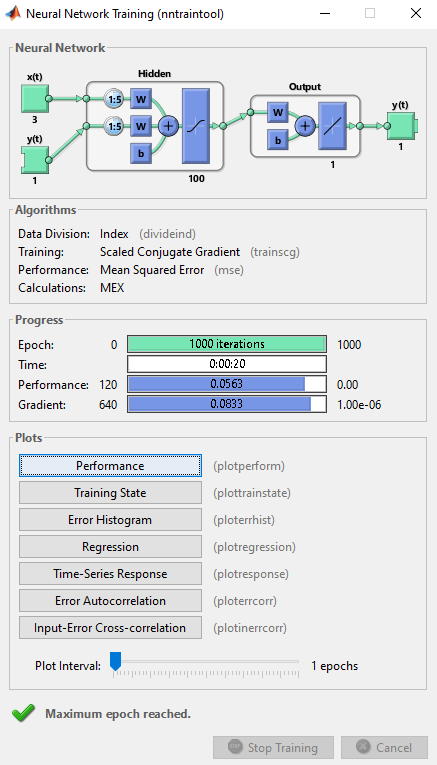 Neural Network Training (nntraintool)
Neural Network
Hidden
Output
x(t)
y(t)
1:5
W
W
3
+
y(t)
1:5
W
+
b
b
1
1
1
100
Algorithms
Data Division: Index (divideind)
Training: Scaled Conjugate Gradient (trainscg)
Performance: Mean Squared Error (mse)
Calculations: MEX
Progress
Epoch: 0 1000 iterations 1000
Time: 0:00:20
Performance: 120 0.0563 0.00
Gradient: 640 0.0833 1.00e-06
Plots
Performance (plotperform)
Training State (plottrainstate)
Error Histogram (ploterrhist)
Regression (plotregression)
Time-Series Response (plotresponse)
Error Autocorrelation (ploterrcorr)
Input-Error Cross-correlation (plotinerrcorr)
Plot Interval: 1 epochs
Maximum epoch reached.
Stop Training Cancel